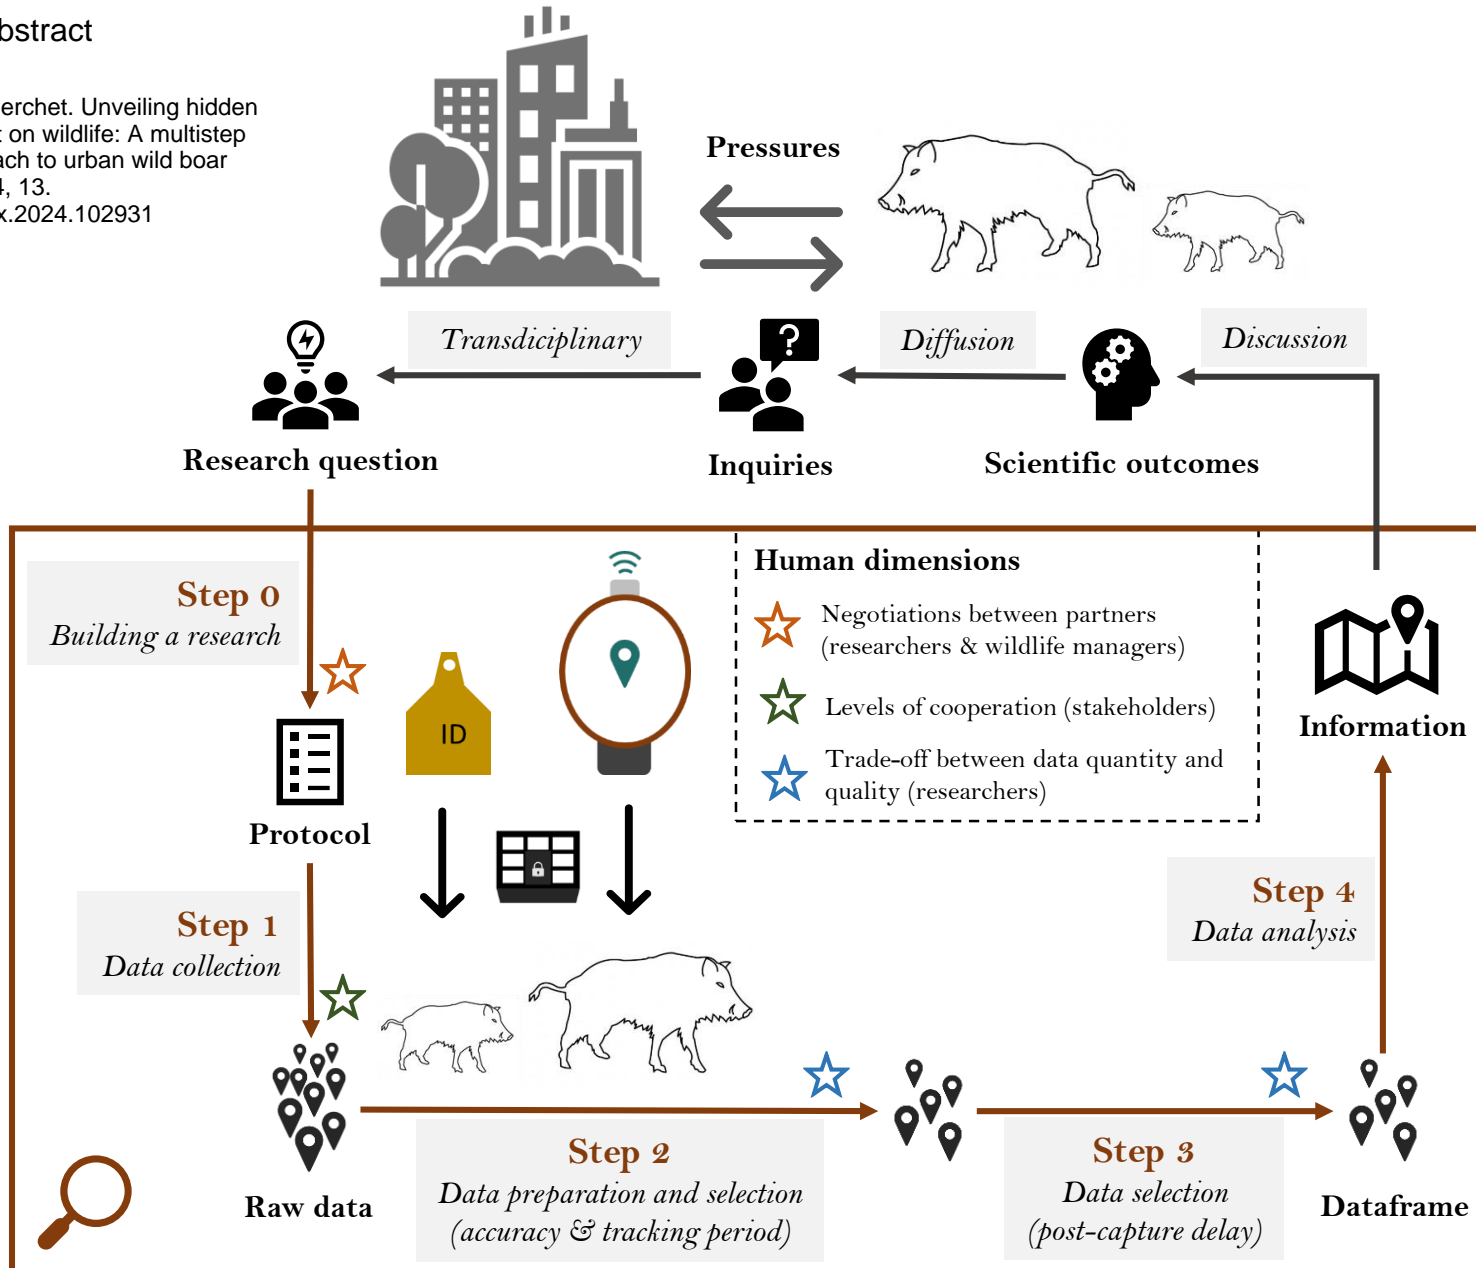 bstract
erchet. Unveiling hidden
t on wildlife: A multistep
ach to urban wild boar
4, 13.
x.2024.102931
Pressures
Transdiciplinary
Diffusion
Discussion
?
Research question
Inquiries
Scientific outcomes
Step 0
Building a research
Human dimensions
Negotiations between partners
(researchers & wildlife managers)
Levels of cooperation (stakeholders)
Trade-off between data quantity and
quality (researchers)
ID
Information
Protocol
Step 1
Data collection
Step 4
Data analysis
Raw data
Step 2
Data preparation and selection
(accuracy & tracking period)
Step 3
Data selection
(post-capture delay)
Dataframe